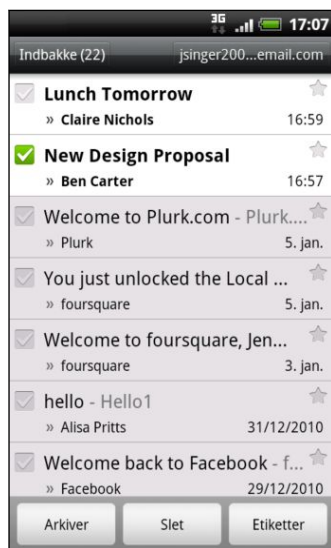 3G 17:07
Indbakke (22) jsinger200...email.com
Lunch Tomorrow
» Claire Nichols 16:59
New Design Proposal
» Ben Carter 16:57
Welcome to Plurk.com - Plurk....
» Plurk 5. jan.
You just unlocked the Local ...
» foursquare 5. jan.
Welcome to foursquare, Jen...
» foursquare 3. jan.
hello - Hello1
» Alisa Pritts 31/12/2010
Welcome back to Facebook - f...
» Facebook 29/12/2010
Arkiver Slet Etiketter